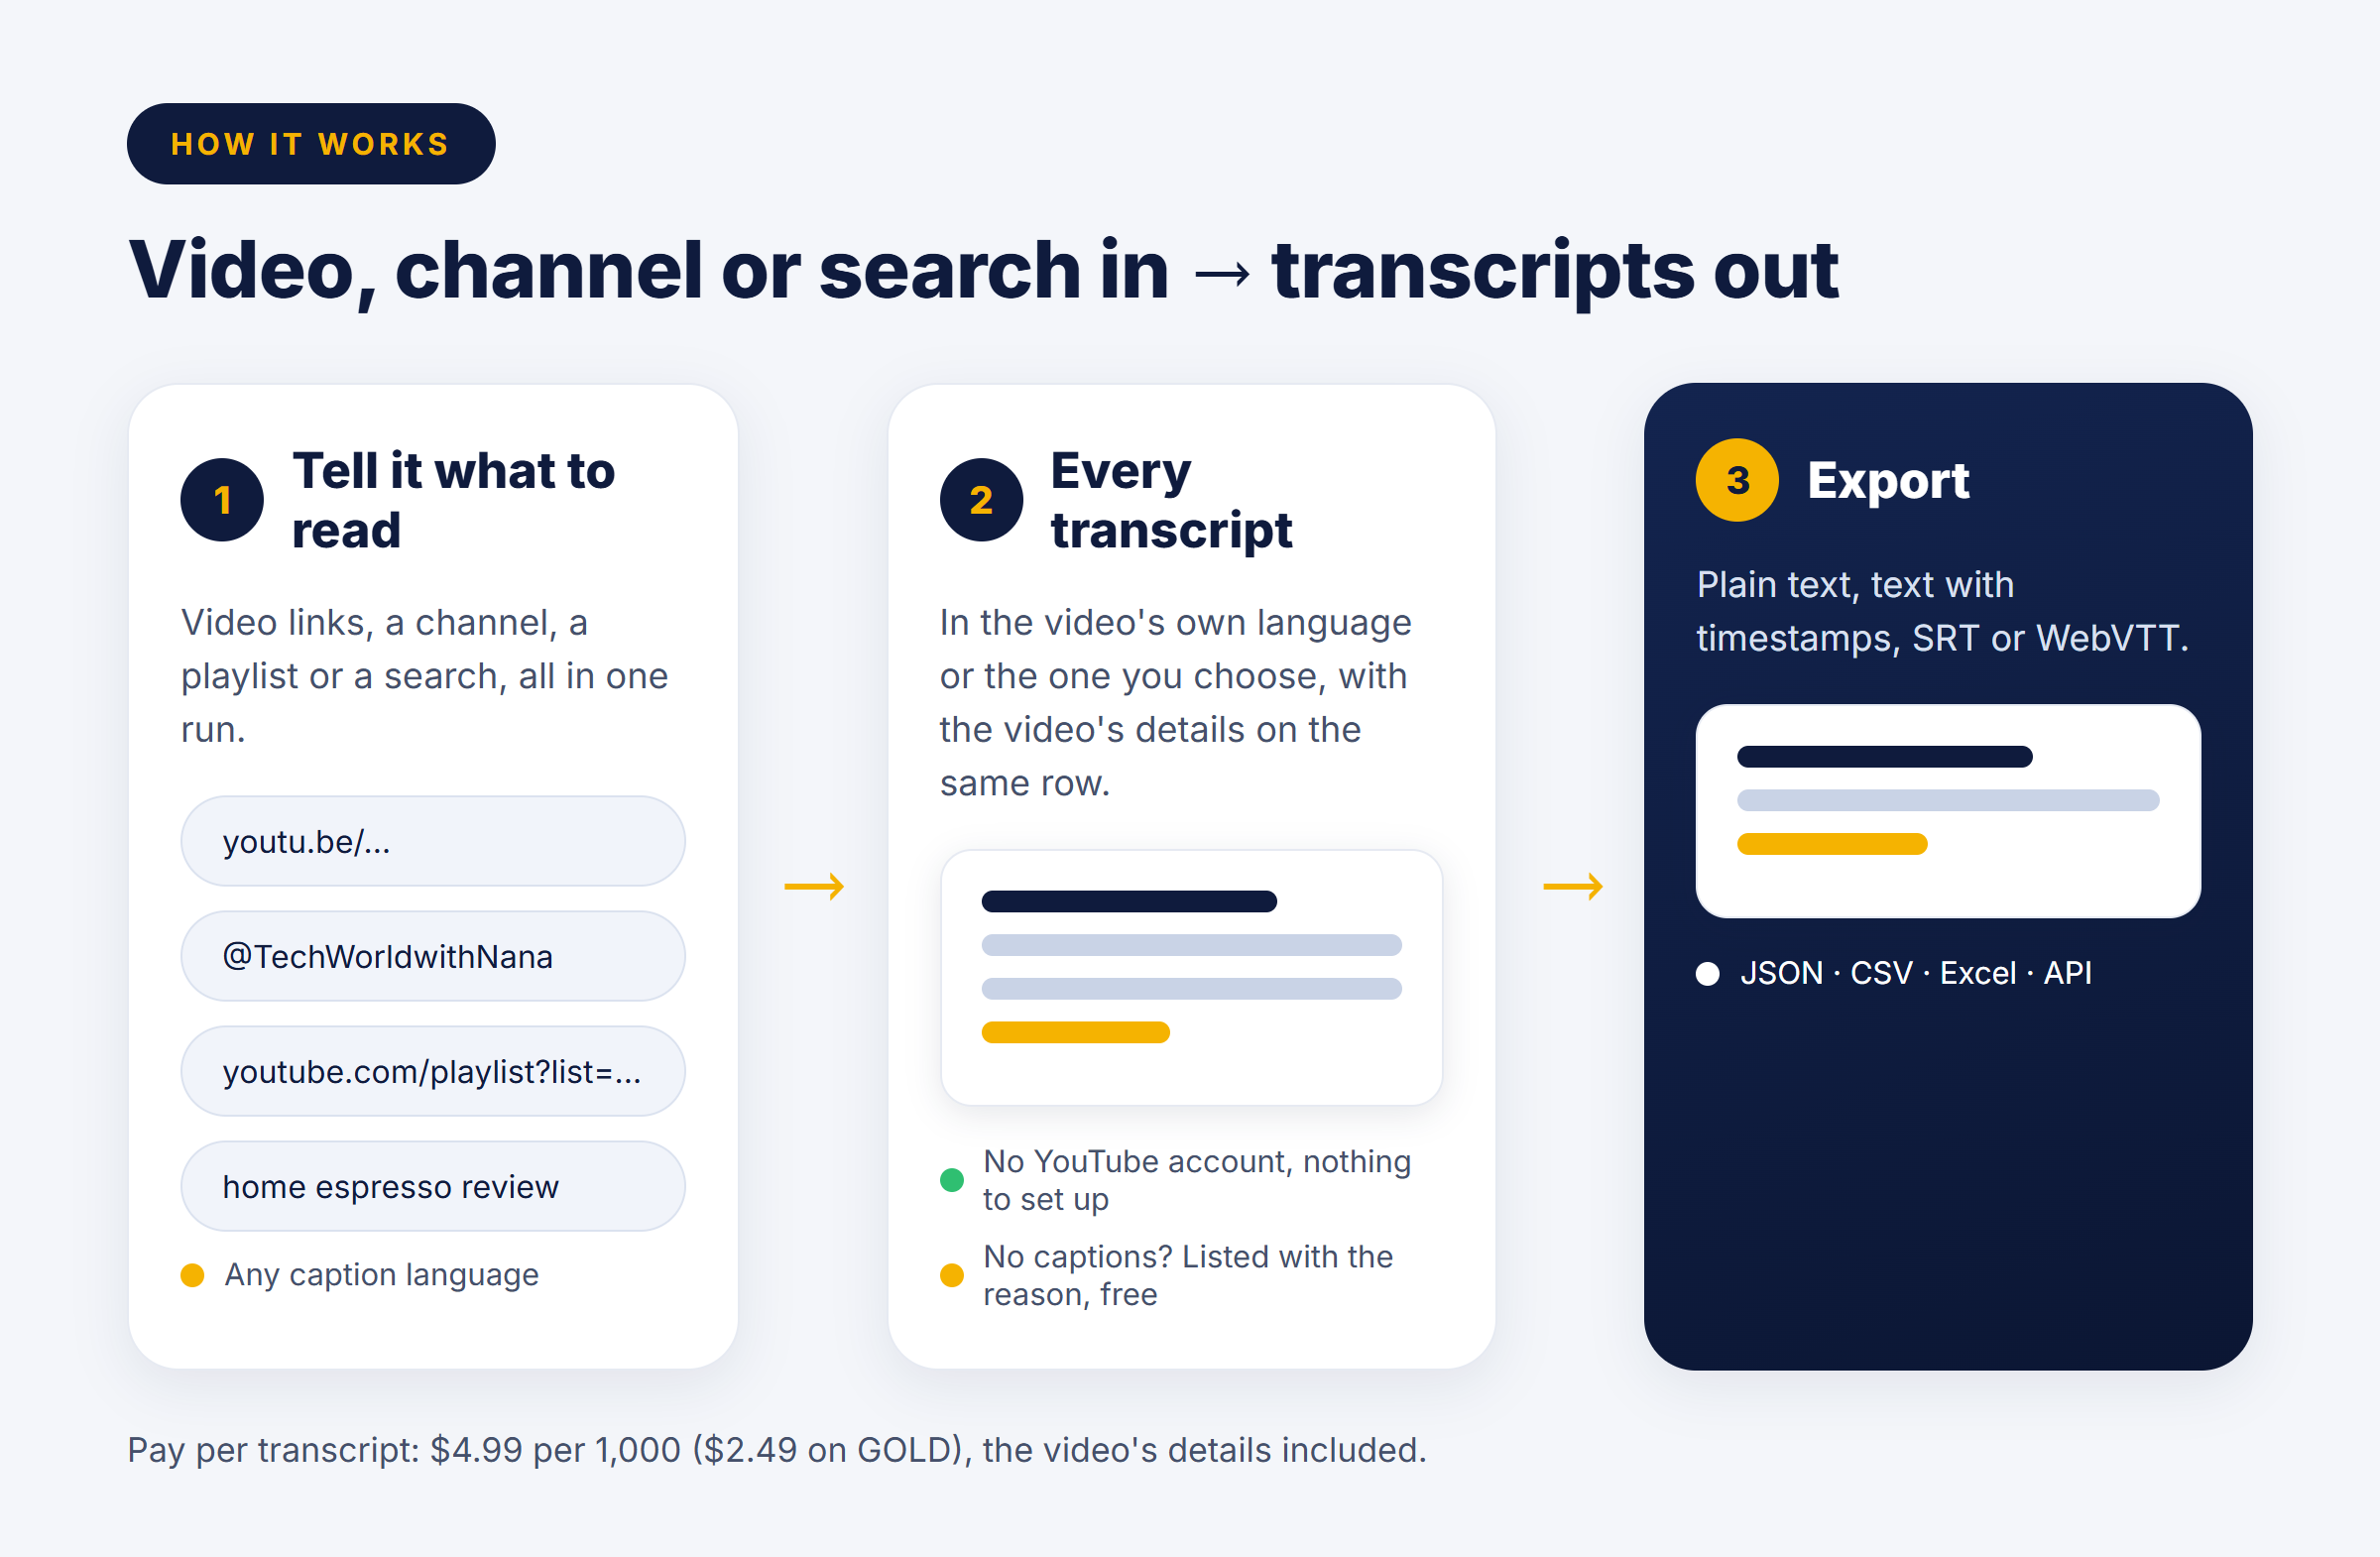 HOW IT WORKS
Video, channel or search in → transcripts out
1
Tell it what to
read
Video links, a channel, a
playlist or a search, all in one
run.
youtu.be/...
@TechWorldwithNana
youtube.com/playlist?list=...
home espresso review
Any caption language
→
2
Every
transcript
In the video's own language
or the one you choose, with
the video's details on the
same row.
No YouTube account, nothing
to set up
No captions? Listed with the
reason, free
→
3
Export
Plain text, text with
timestamps, SRT or WebVTT.
JSON · CSV · Excel · API
Pay per transcript: $4.99 per 1,000 ($2.49 on GOLD), the video's details included.